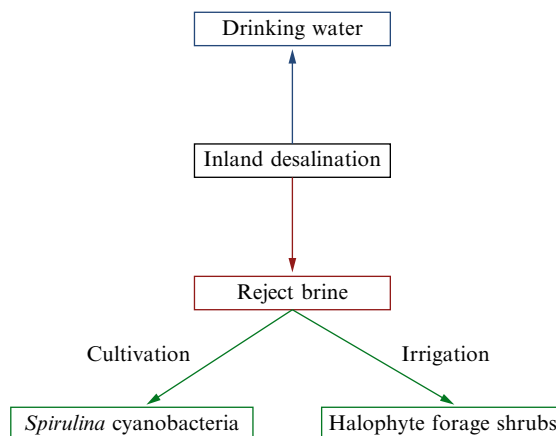 Drinking water
Inland desalination
Reject brine
Cultivation
Irrigation
Spirulina cyanobacteria
Halophyte forage shrubs